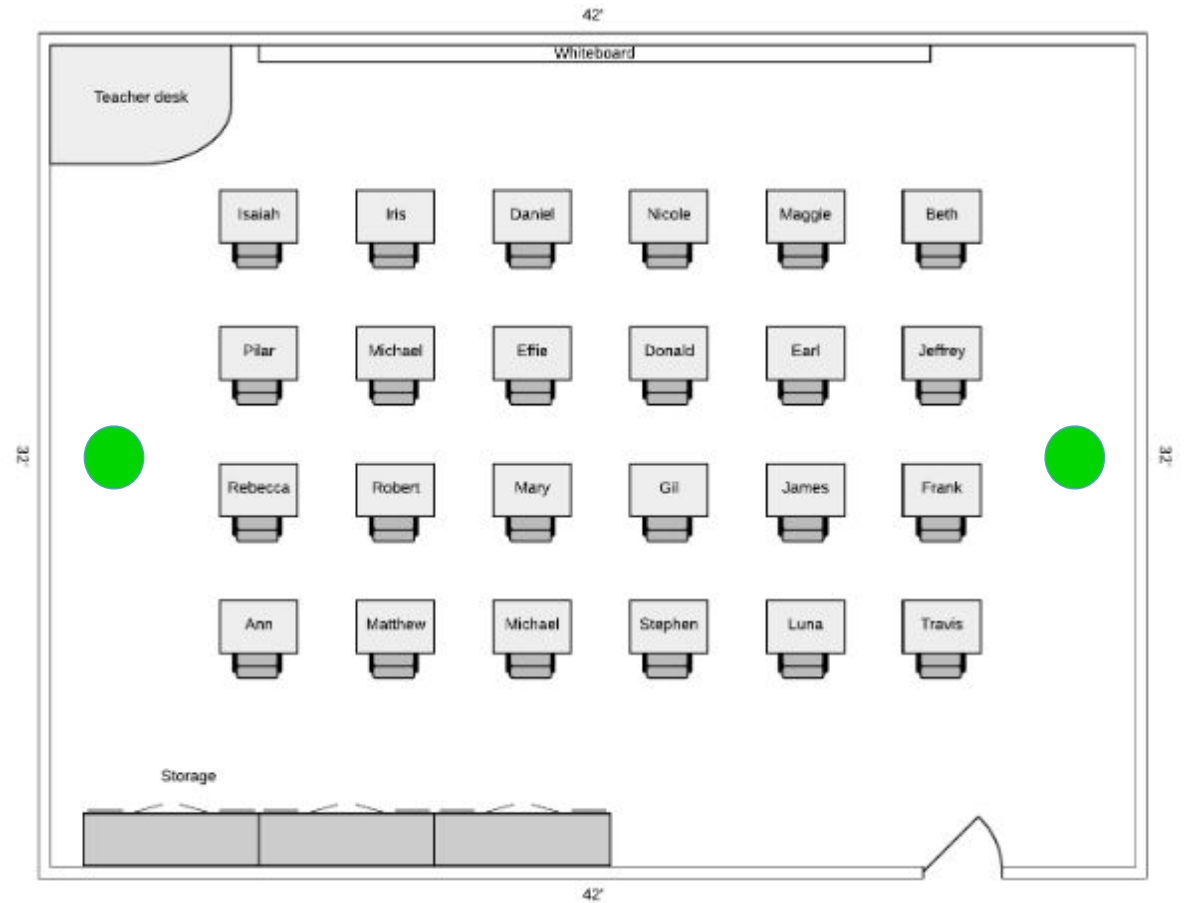 42'
Whiteboard
Teacher desk
Isaiah Iris Daniel Nicole Maggie Beth
Pilar Michael Effie Donald Earl Jeffrey
32' 32'
Rebecca Robert Mary Gil James Frank
Ann Matthew Michael Stephen Luna Travis
Storage
42'